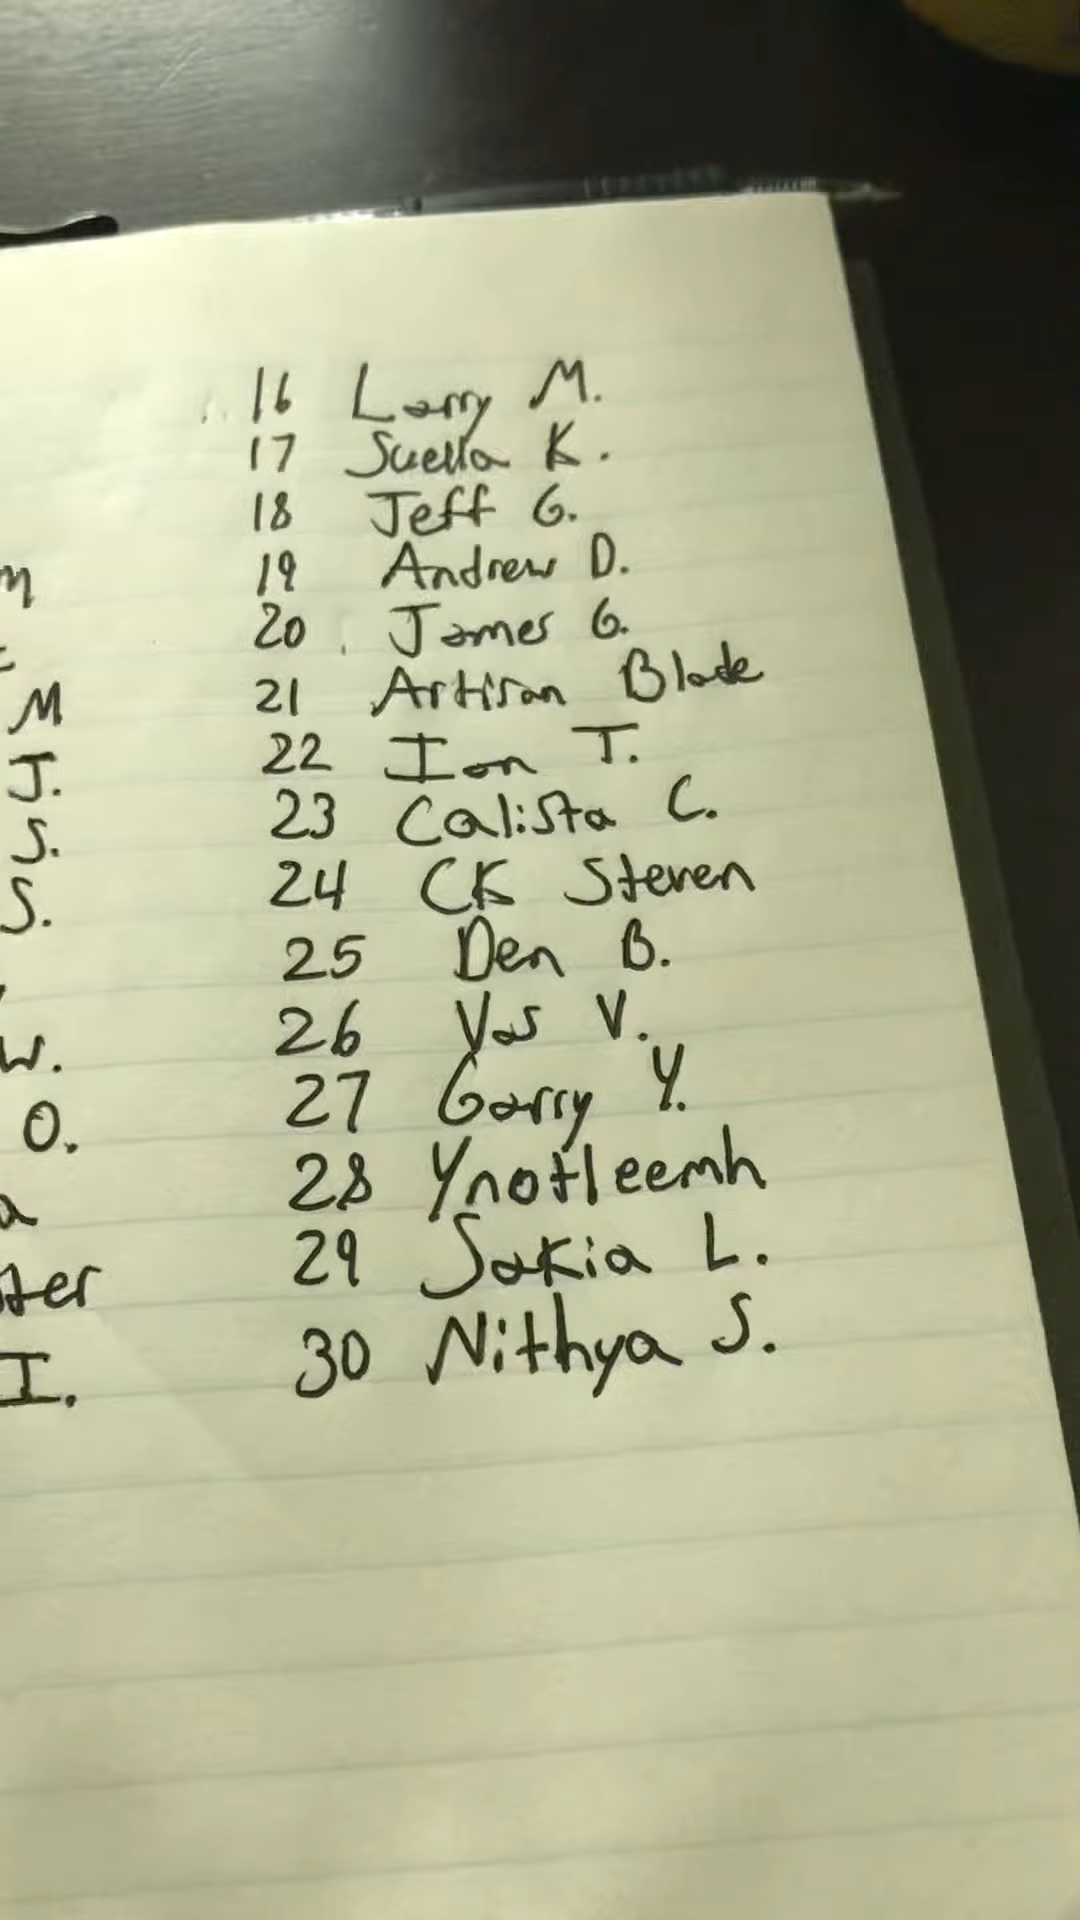 16 Larry M.
17 Suella K.
18 Jeff G.
M 19 Andrew D.
20 James G.
M 21 Artisan Blade
J. 22 Ian T.
S. 23 Calista C.
S. 24 CK Steven
25 Den B.
W. 26 Vas V.
O. 27 Garry Y.
28 Ynotleemh
a 29 Sakia L.
ster 30 Nithya S.
I.